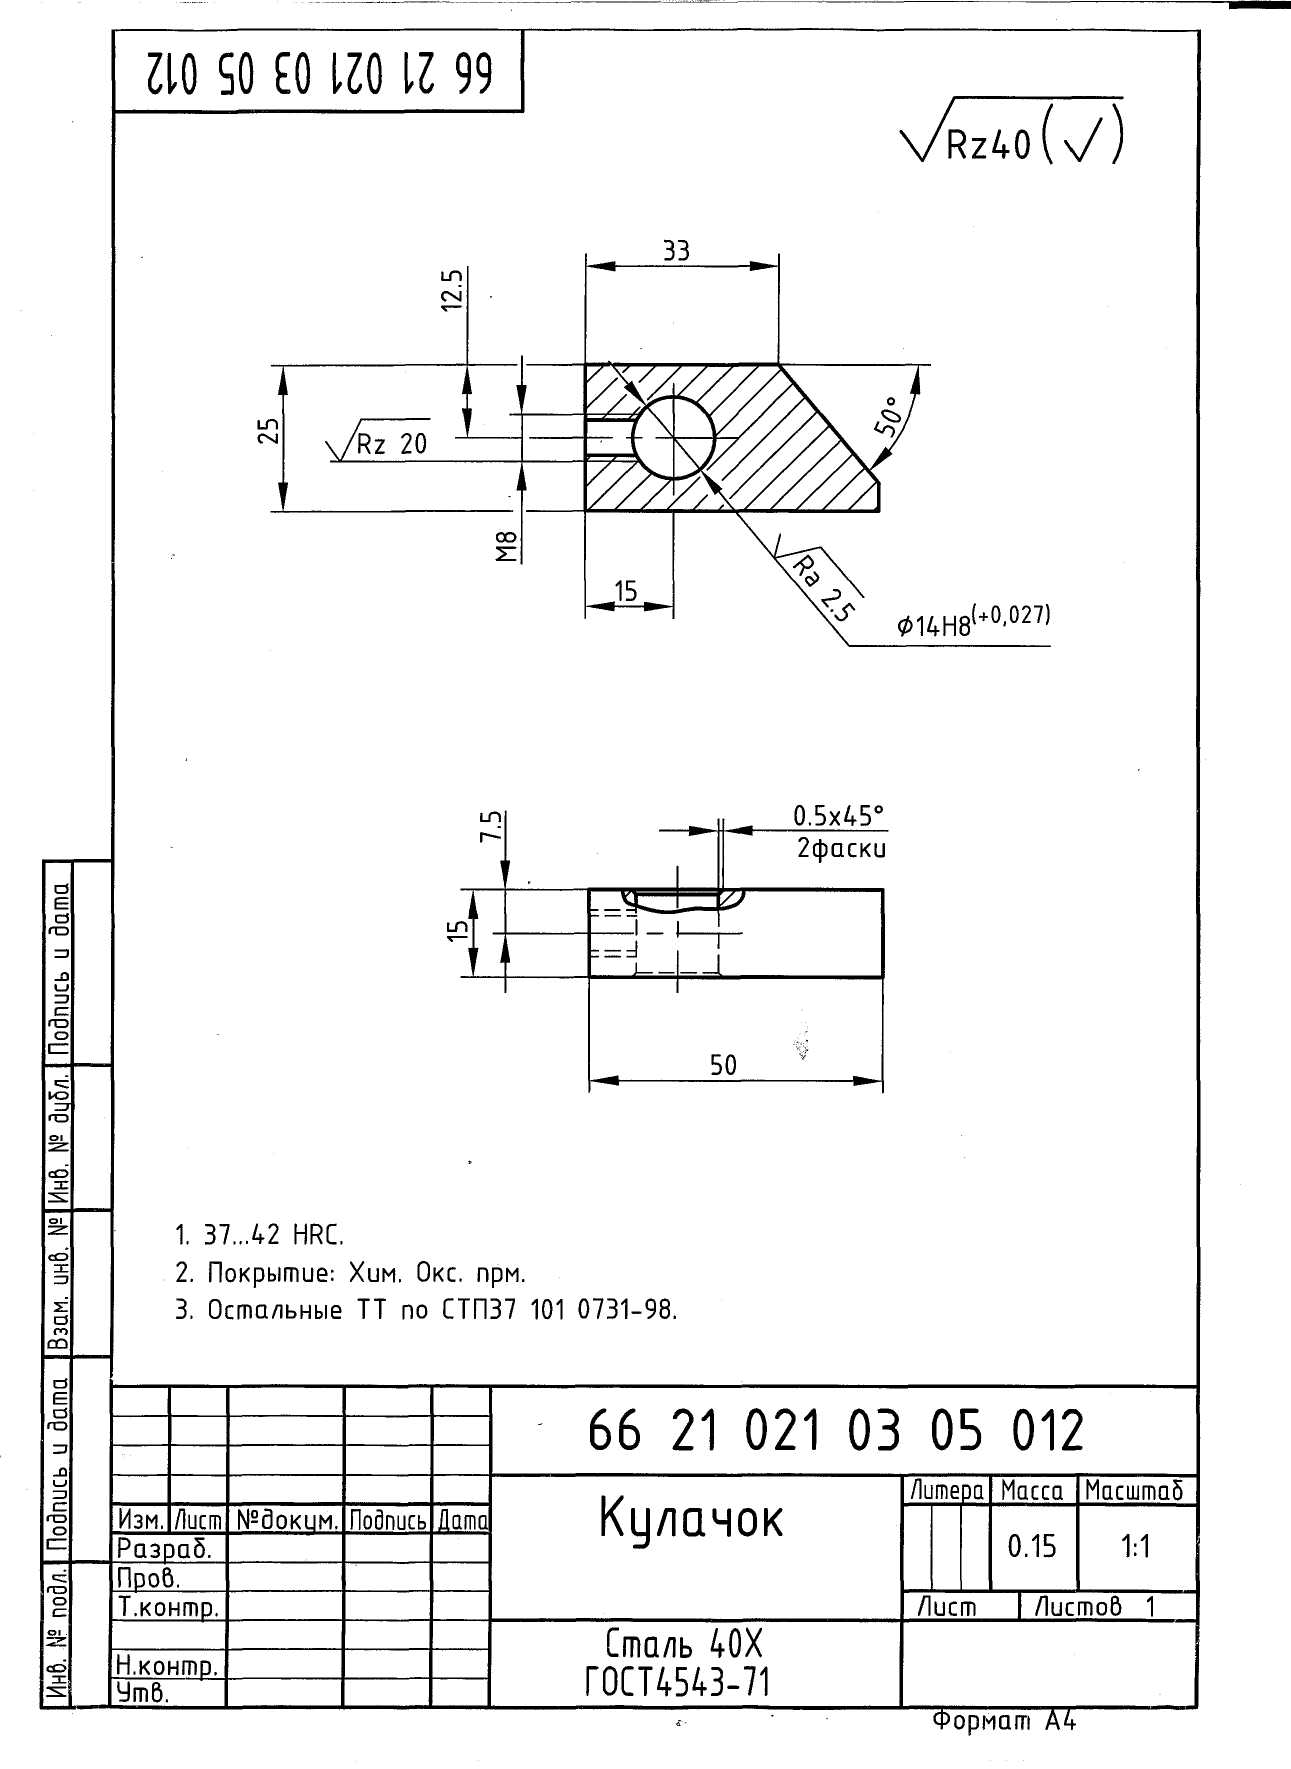 66 21 021 03 05 012
Rz40 (√)
33
12.5
25
Rz 20
M8
50°
15
Ra 2.5
Φ14H8(+0,027)
7.5
0.5x45°
2фаски
15
50
1. 37...42 HRC.
2. Покрытие: Хим. Окс. прм.
3. Остальные ТТ по СТП37 101 0731-98.
Подпись и дата
Инв. № дубл.
Взам. инв. №
Подпись и дата
Инв. № подл.
66 21 021 03 05 012
Изм. Лист №докум. Подпись Дата
Разраб.
Пров.
Т.контр.
Н.контр.
Утв.
Кулачок
Литера Масса Масштаб
0.15 1:1
Лист Листов 1
Сталь 40Х
ГОСТ4543-71
Формат А4